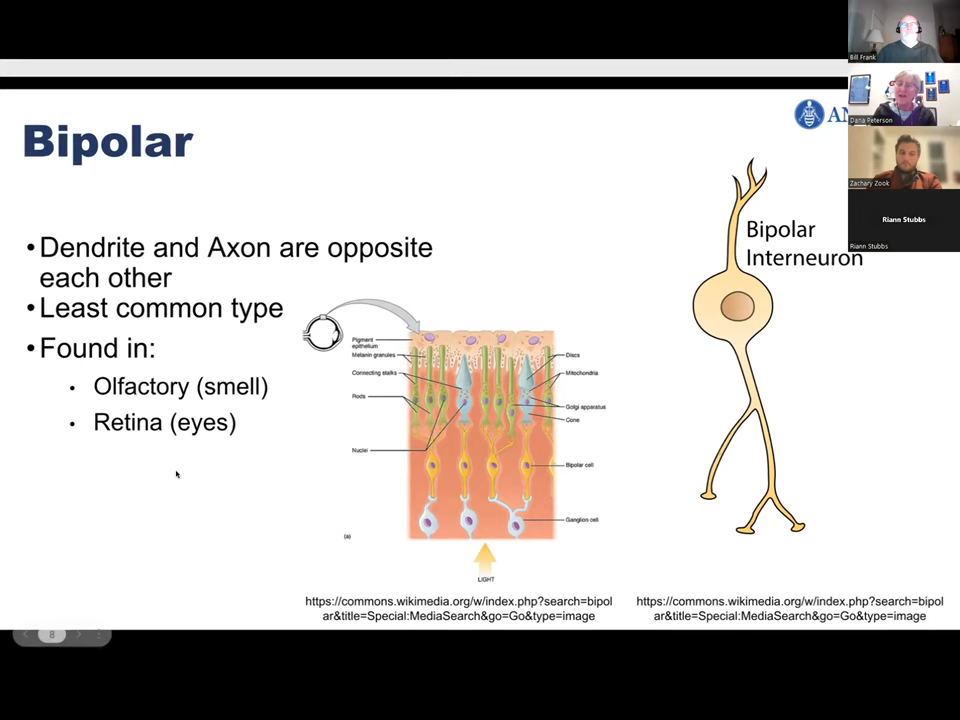 Bill Frank
Dana Peterson
Zachary Zook
Riann Stubbs
Riann Stubbs
Bipolar
•Dendrite and Axon are opposite
each other
•Least common type
•Found in:
• Olfactory (smell)
• Retina (eyes)
Pigment
epithelium
Melanin granules
Connecting stalks
Rods
Nuclei
(a)
Discs
Mitochondria
Golgi apparatus
Cone
Bipolar cell
Ganglion cell
LIGHT
https://commons.wikimedia.org/w/index.php?search=bipol
ar&title=Special:MediaSearch&go=Go&type=image
Bipolar
Interneuron
https://commons.wikimedia.org/w/index.php?search=bipol
ar&title=Special:MediaSearch&go=Go&type=image
8